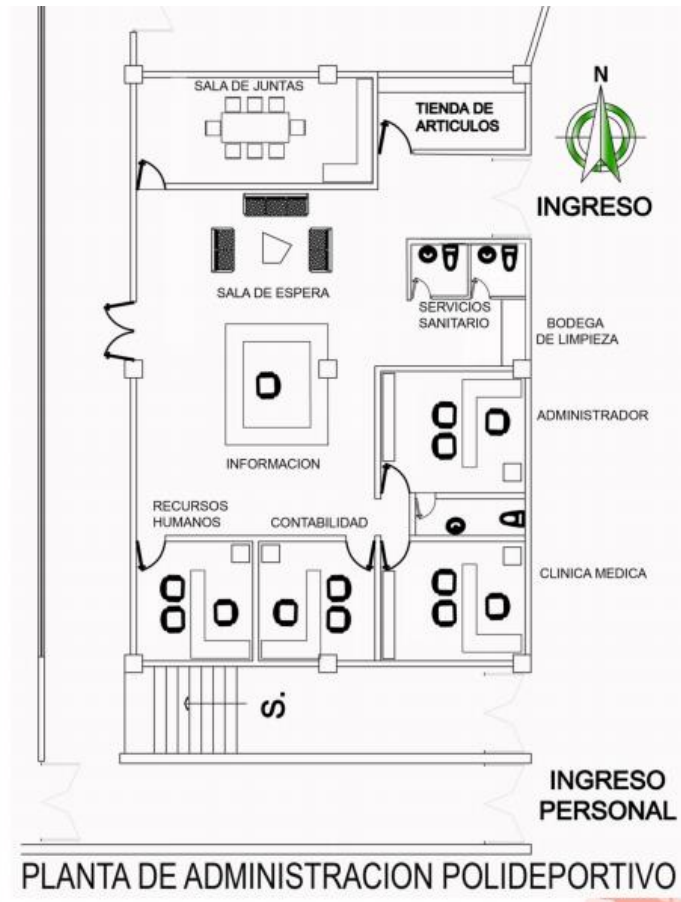 SALA DE JUNTAS
TIENDA DE
ARTICULOS
N
INGRESO
SALA DE ESPERA
SERVICIOS
SANITARIO
BODEGA
DE LIMPIEZA
ADMINISTRADOR
INFORMACION
RECURSOS
HUMANOS
CONTABILIDAD
CLINICA MEDICA
S.
INGRESO
PERSONAL
PLANTA DE ADMINISTRACION POLIDEPORTIVO